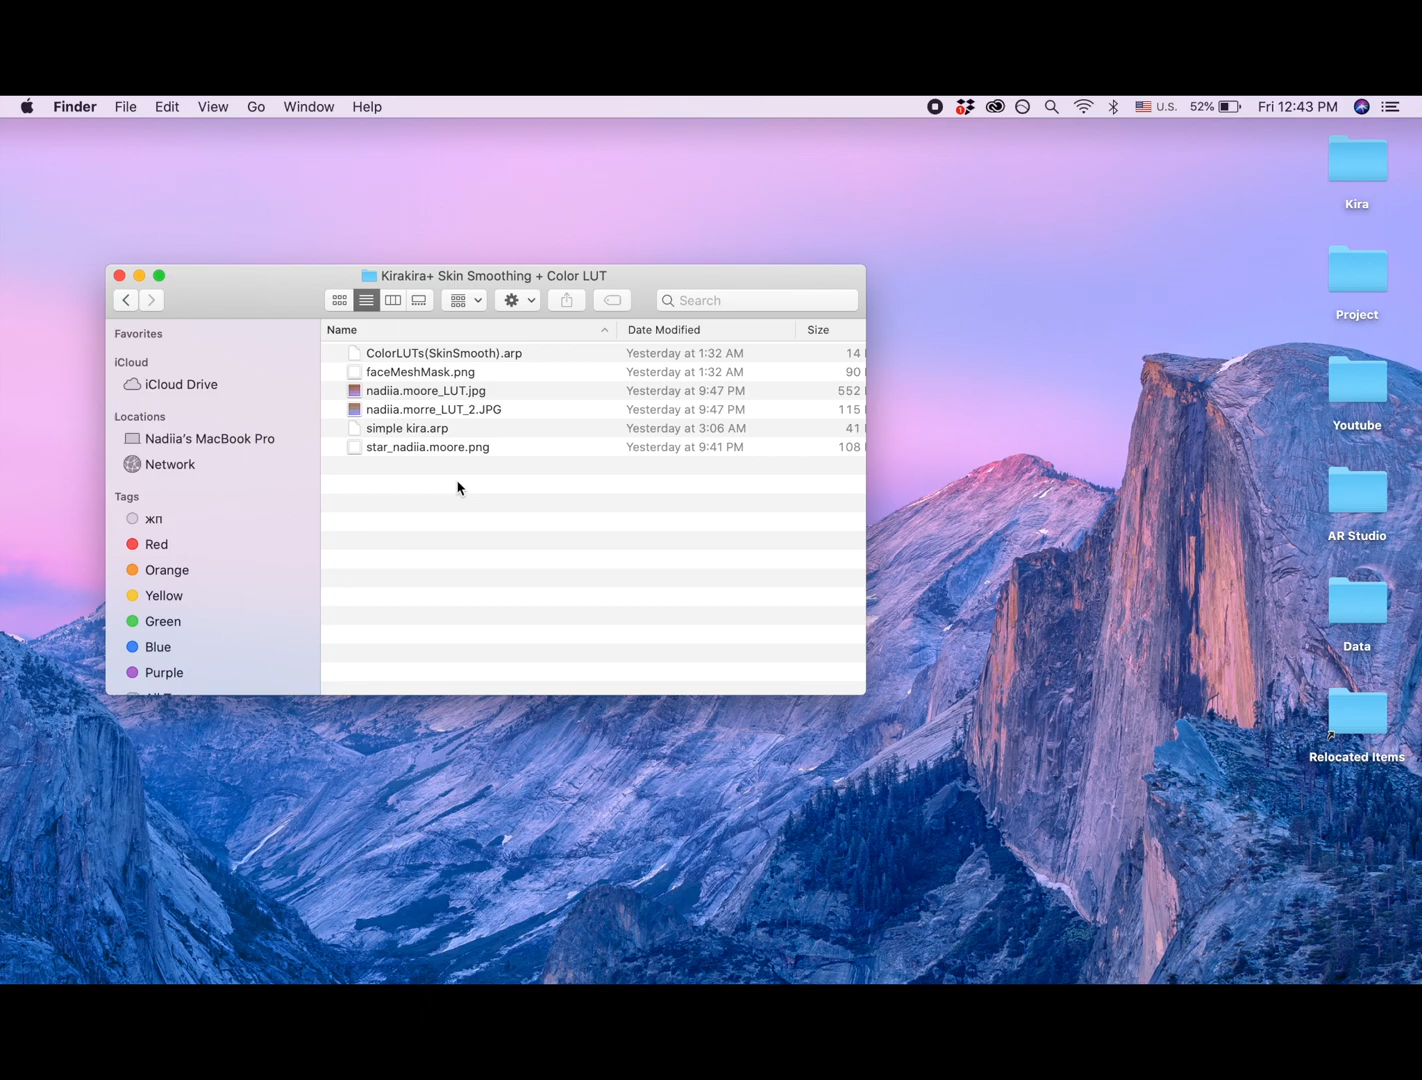 Finder File Edit View Go Window Help
1 U.S. 52% Fri 12:43 PM
Kirakira+ Skin Smoothing + Color LUT
Search
Favorites
iCloud
iCloud Drive
Locations
Nadiia's MacBook Pro
Network
Tags
жп
Red
Orange
Yellow
Green
Blue
Purple
Name Date Modified Size
ColorLUTs(SkinSmooth).arp Yesterday at 1:32 AM 14
faceMeshMask.png Yesterday at 1:32 AM 90
nadiia.moore_LUT.jpg Yesterday at 9:47 PM 552
nadiia.morre_LUT_2.JPG Yesterday at 9:47 PM 115
simple kira.arp Yesterday at 3:06 AM 41
star_nadiia.moore.png Yesterday at 9:41 PM 108
Kira
Project
Youtube
AR Studio
Data
Relocated Items